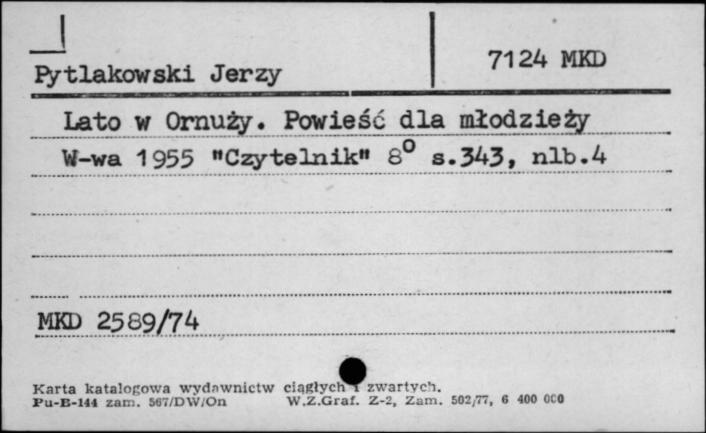 7124 MKD
Pytlakowski Jerzy
Lato w Ornuży. Powieść dla młodzieży
W-wa 1955 "Czytelnik" 8° s.343, nlb.4
MKD 2589/74
Karta katalogowa wydawnictw ciągłych i zwartych.
Pu-B-144 zam. 567/DW/On W.Z.Graf. Z-2, Zam. 502/77, 6 400 000